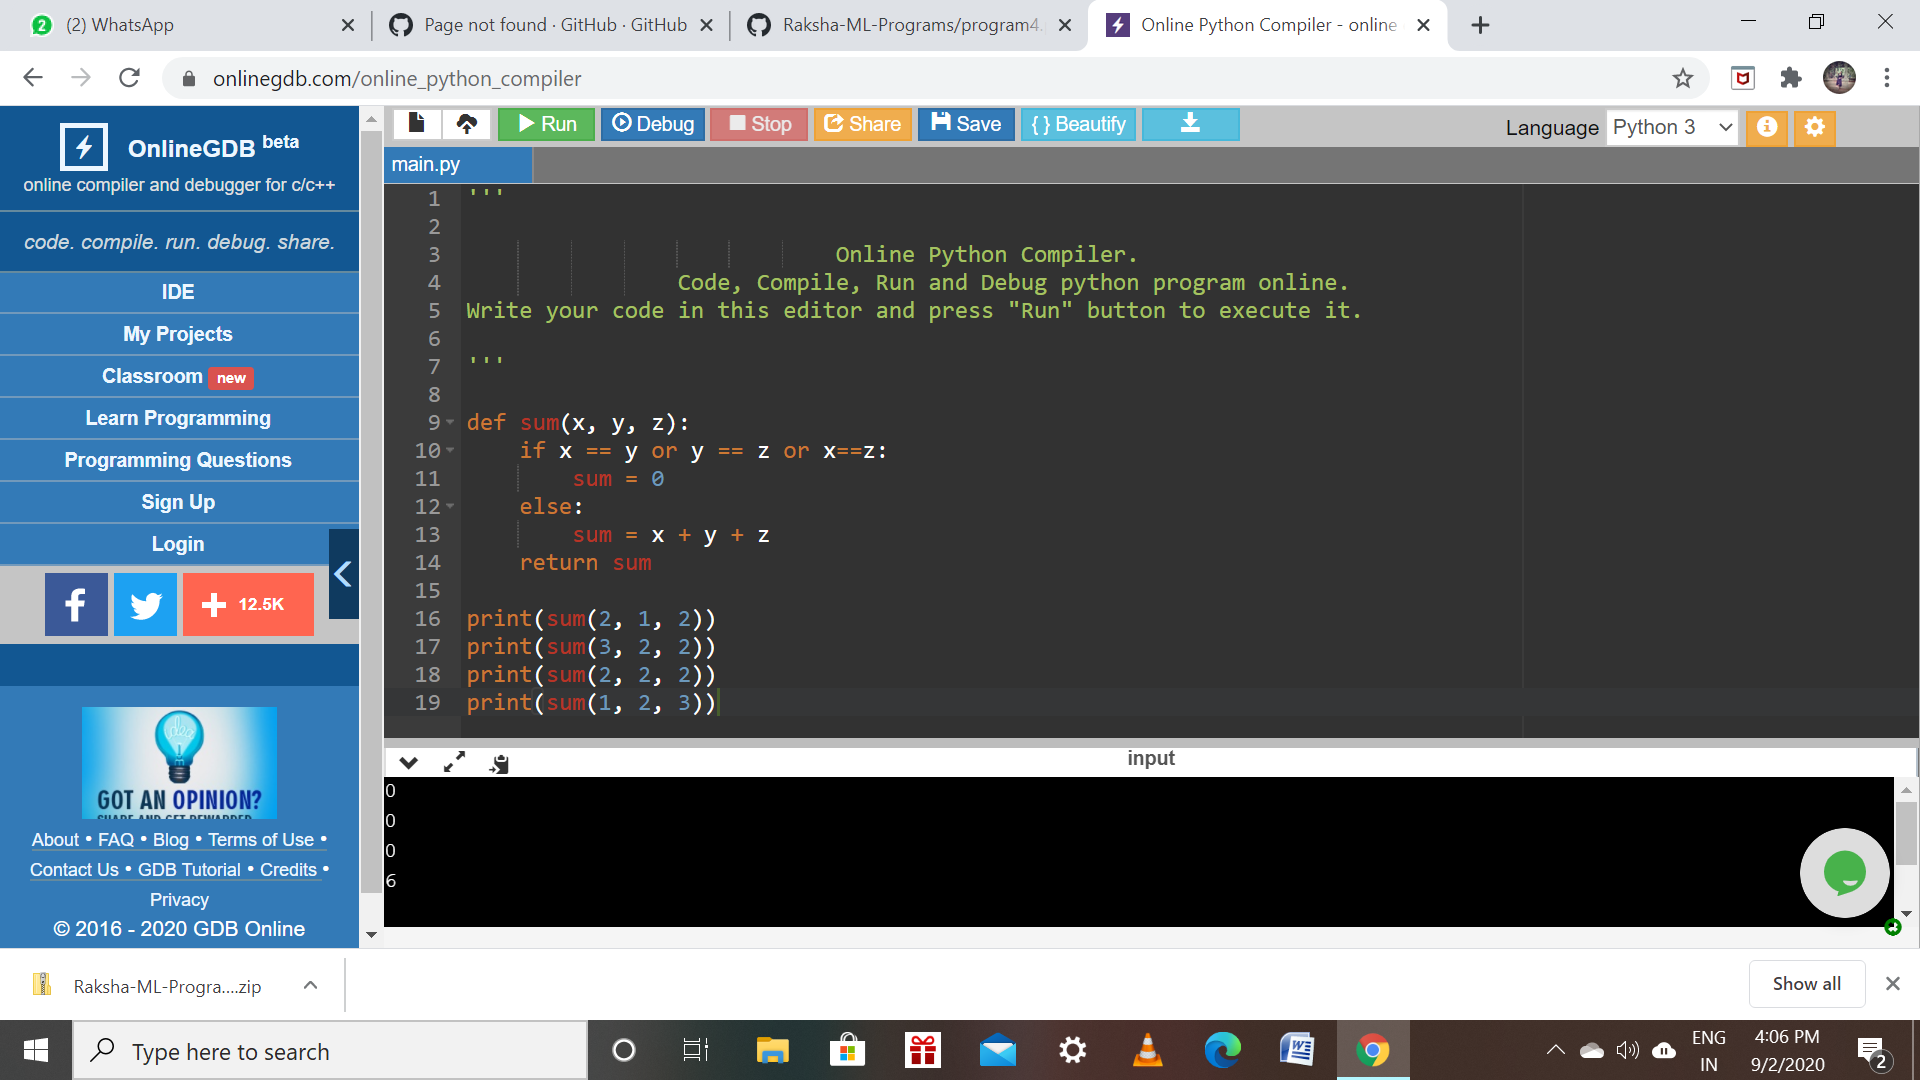 (2) WhatsApp
Page not found · GitHub · GitHub
Raksha-ML-Programs/program4.
Online Python Compiler - online
onlinegdb.com/online_python_compiler
OnlineGDB beta
online compiler and debugger for c/c++
code. compile. run. debug. share.
IDE
My Projects
Classroom new
Learn Programming
Programming Questions
Sign Up
Login
12.5K
GOT AN OPINION?
SHARE AND GET REWARDED
About • FAQ • Blog • Terms of Use •
Contact Us • GDB Tutorial • Credits •
Privacy
© 2016 - 2020 GDB Online
Run Debug Stop Share Save { } Beautify
Language Python 3
main.py
1 '''
2
3 Online Python Compiler.
4 Code, Compile, Run and Debug python program online.
5 Write your code in this editor and press "Run" button to execute it.
6
7 '''
8
9 def sum(x, y, z):
10 if x == y or y == z or x==z:
11 sum = 0
12 else:
13 sum = x + y + z
14 return sum
15
16 print(sum(2, 1, 2))
17 print(sum(3, 2, 2))
18 print(sum(2, 2, 2))
19 print(sum(1, 2, 3))
input
0
0
0
6
Raksha-ML-Progra....zip
Show all
Type here to search
ENG
IN
4:06 PM
9/2/2020
2